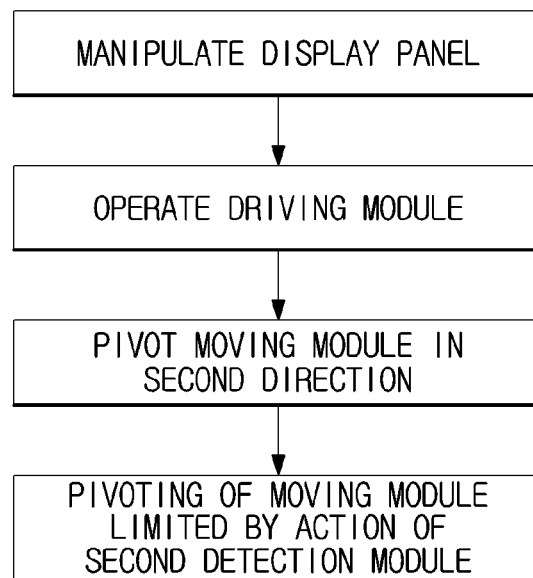 MANIPULATE DISPLAY PANEL
OPERATE DRIVING MODULE
PIVOT MOVING MODULE IN
SECOND DIRECTION
PIVOTING OF MOVING MODULE
LIMITED BY ACTION OF
SECOND DETECTION MODULE